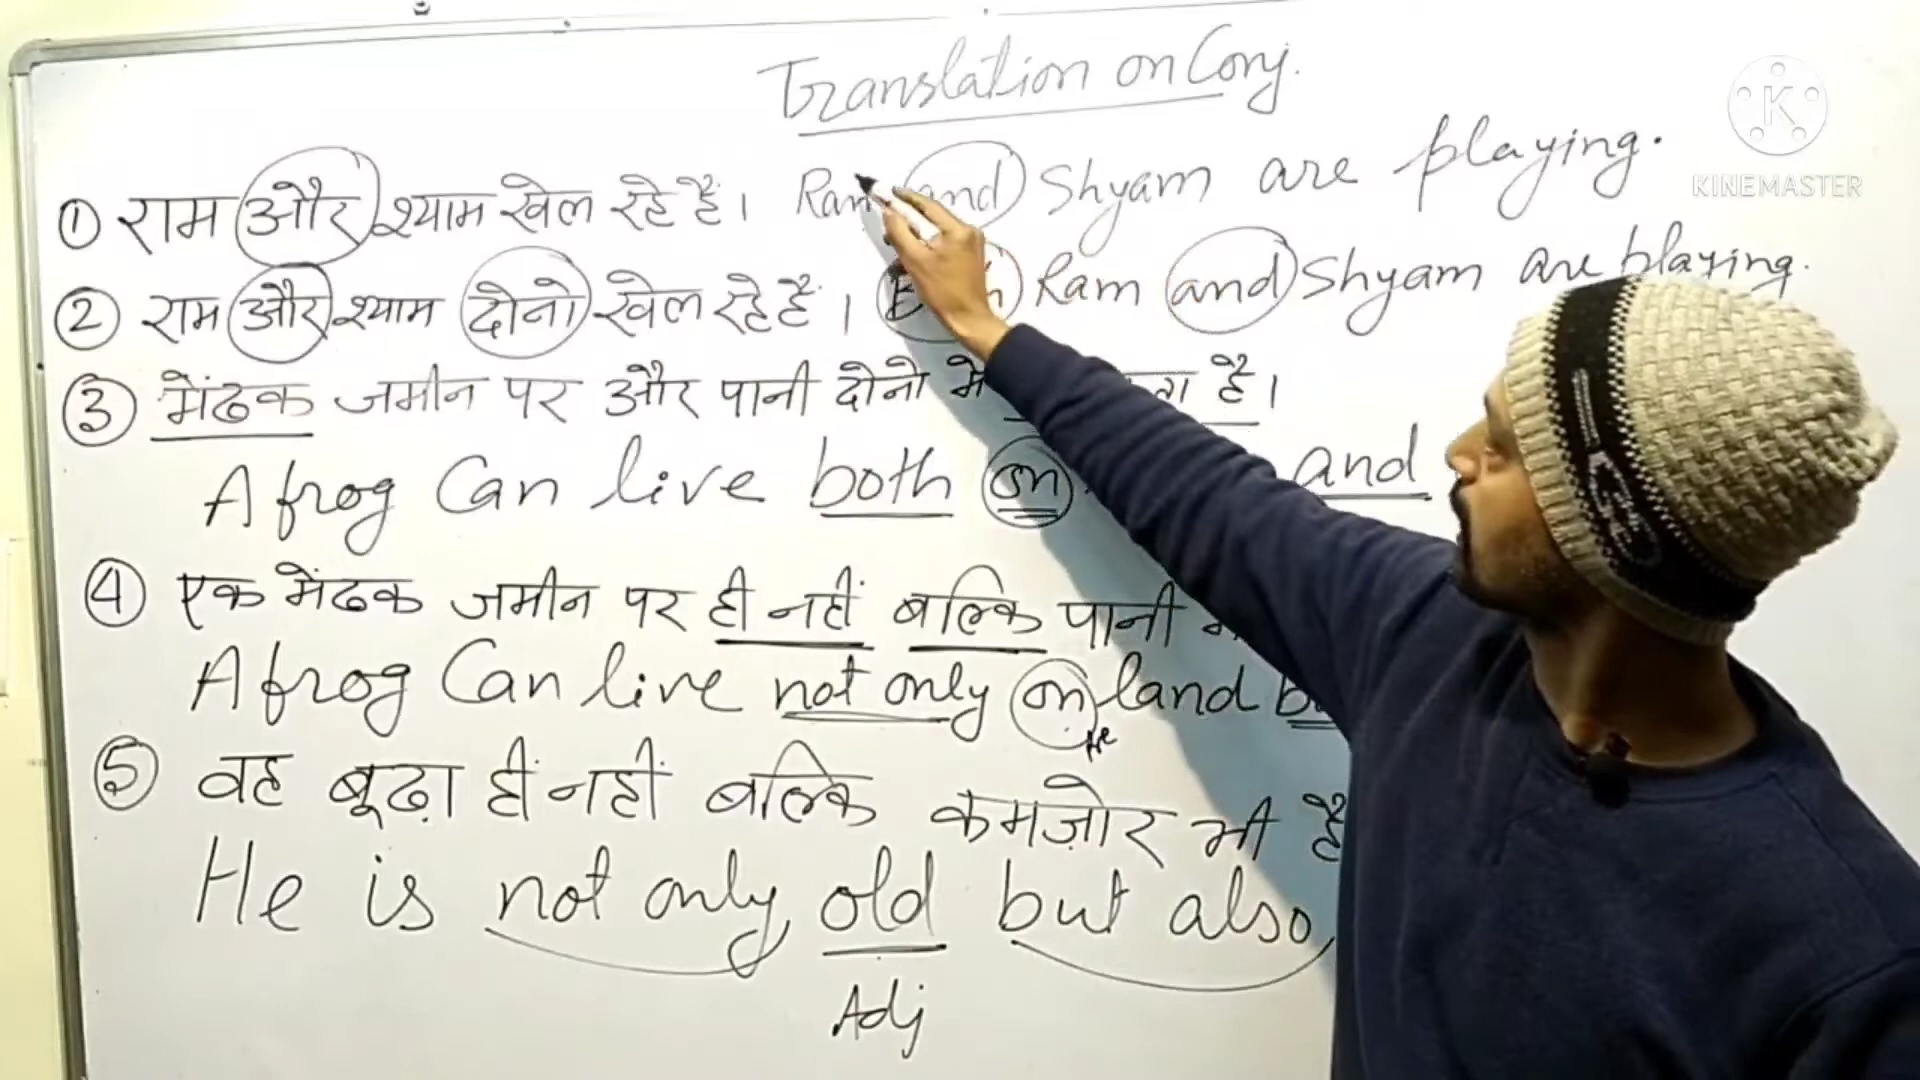 Translation on Conj.
① राम और श्याम खेल रहे हैं। Ram and Shyam are playing.
② राम और श्याम दोनो खेल रहे हैं। Ram and Shyam are playing.
③ मेंढक जमीन पर और पानी दोनो में है।
A frog Can live both on and
④ एक मेंढक जमीन पर ही नहीं बल्कि पानी
A frog Can live not only on land
⑤ वह बूढ़ा ही नहीं बल्कि कमज़ोर भी है
He is not only old but also
Adj
K
KINEMASTER